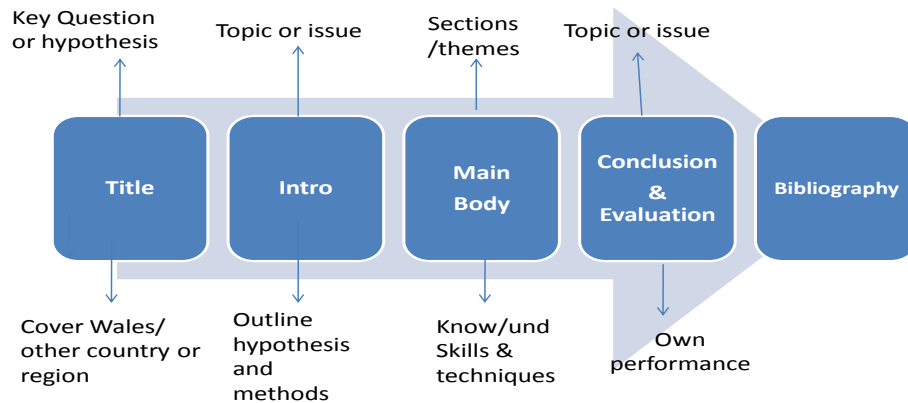 Key Question
or hypothesis
Topic or issue
Sections
/themes
Topic or issue
Title
Intro
Main
Body
Conclusion
&
Evaluation
Bibliography
Cover Wales/
other country or
region
Outline
hypothesis
and
methods
Know/und
Skills &
techniques
Own
performance